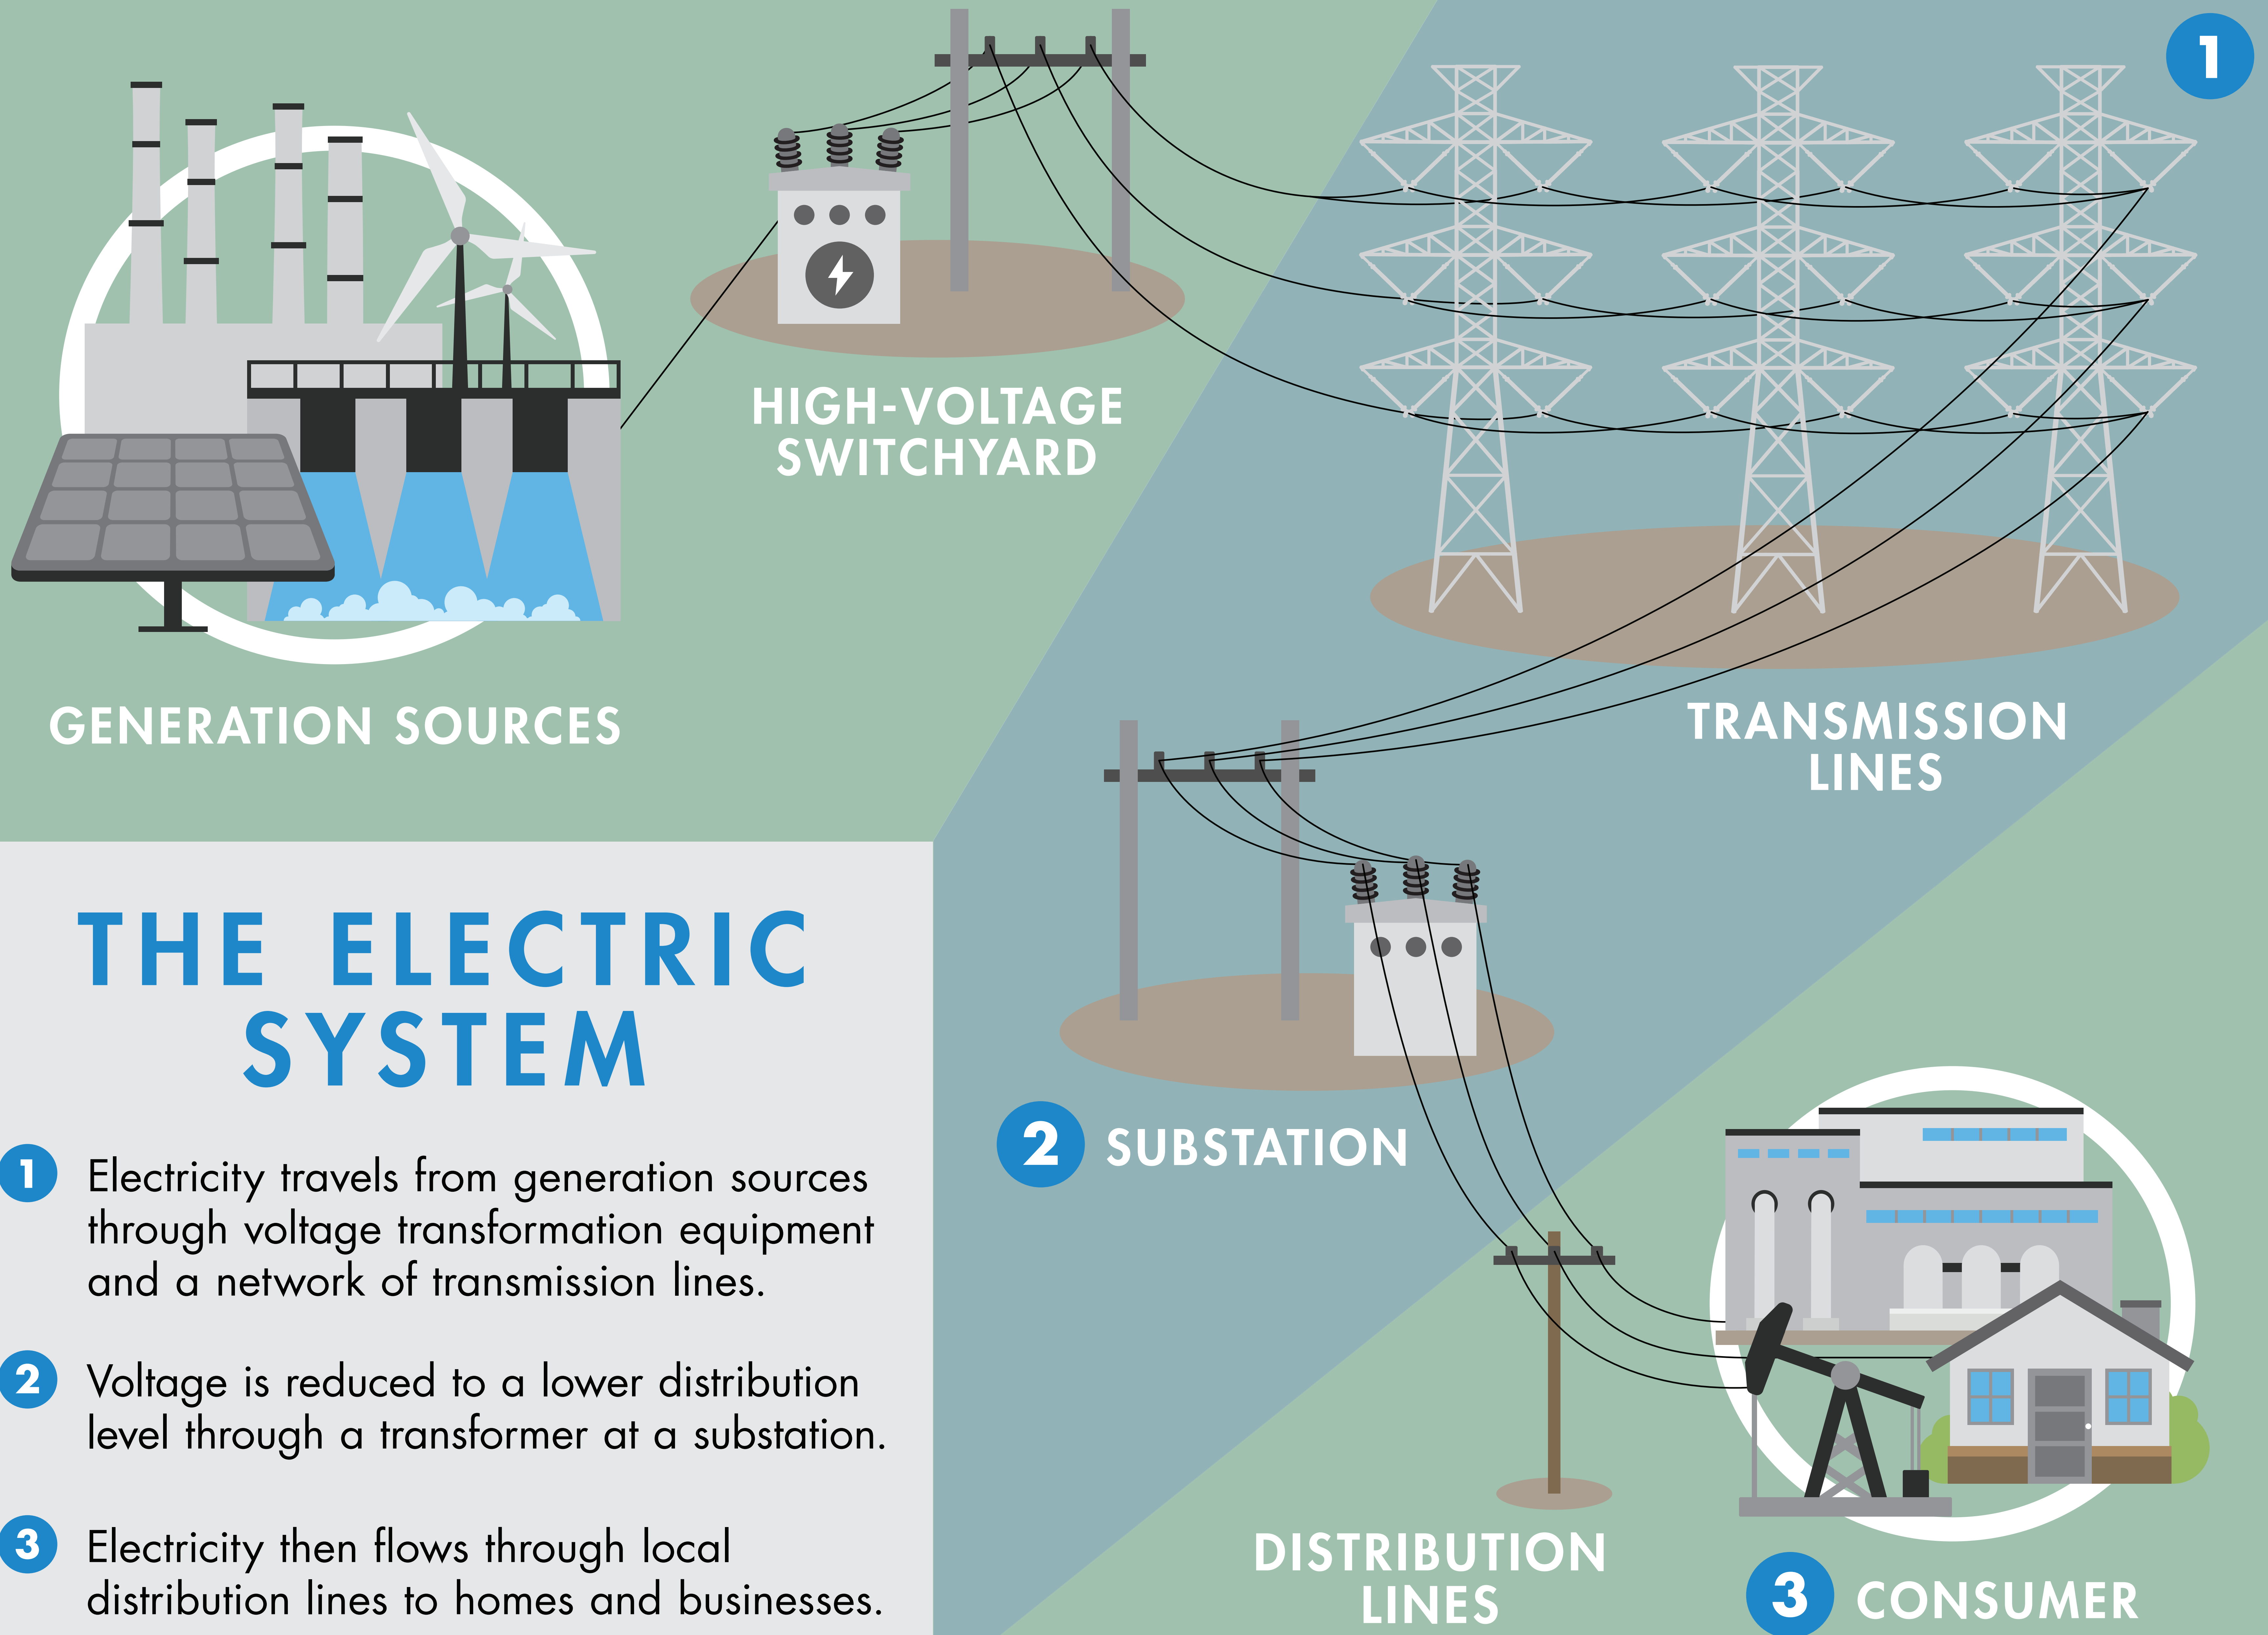 1
HIGH-VOLTAGE
SWITCHYARD
GENERATION SOURCES
TRANSMISSION
LINES
THE ELECTRIC
SYSTEM
1 Electricity travels from generation sources
through voltage transformation equipment
and a network of transmission lines.
2 Voltage is reduced to a lower distribution
level through a transformer at a substation.
3 Electricity then flows through local
distribution lines to homes and businesses.
2 SUBSTATION
DISTRIBUTION
LINES
3 CONSUMER